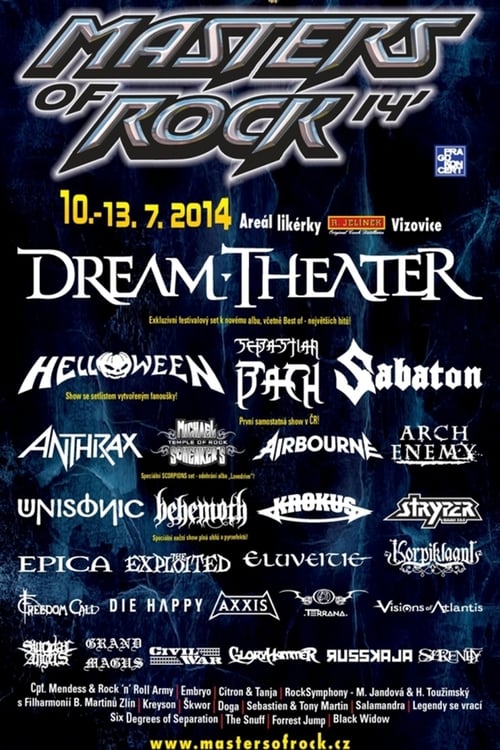 MASTERS
OF ROCK 14'
PRA
GO KON
CERT
10.-13. 7. 2014 Areál likérky R. JELÍNEK Vizovice
DREAM THEATER
Exkluzivní festivalový set k novému albu, včetně Best of - největších hitů!
HELLOWEEN SEBASTIAN BACH Sabaton
Show se setlistem vytvořeným fanoušky!
První samostatná show v ČR!
ANTHRAX MICHAEL SCHENKER'S TEMPLE OF ROCK AIRBOURNE ARCH ENEMY
Speciální SCORPIONS set - odehrání alba „Lovedrive“!
UNISONIC behemoth KROKUS STRYPER
Speciální noční show plná ohňů a pyroefektů!
EPICA THE EXPLOITED ELUVEITIE Korpiklaani
FREEDOM CALL DIE HAPPY AXXIS .TERRANA. VISIONS of ATLANTIS
SUICIDAL ANGELS GRAND MAGUS CIVIL WAR GLORYHAMMER RUSSKAJA SERENITY
Cpt. Mendess & Rock 'n' Roll Army | Embryo | Citron & Tanja | RockSymphony - M. Jandová & H. Toužimský
s Filharmonií B. Martinů Zlín | Kreyson | Škwor | Doga | Sebastien & Tony Martin | Salamandra | Legendy se vrací
Six Degrees of Separation | The Snuff | Forrest Jump | Black Widow
www.mastersofrock.cz